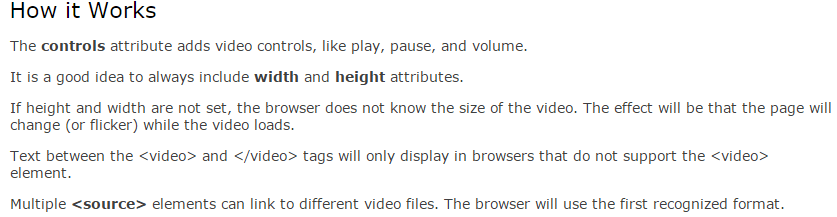 How it Works
The controls attribute adds video controls, like play, pause, and volume.
It is a good idea to always include width and height attributes.
If height and width are not set, the browser does not know the size of the video. The effect will be that the page will
change (or flicker) while the video loads.
Text between the <video> and </video> tags will only display in browsers that do not support the <video>
element.
Multiple <source> elements can link to different video files. The browser will use the first recognized format.